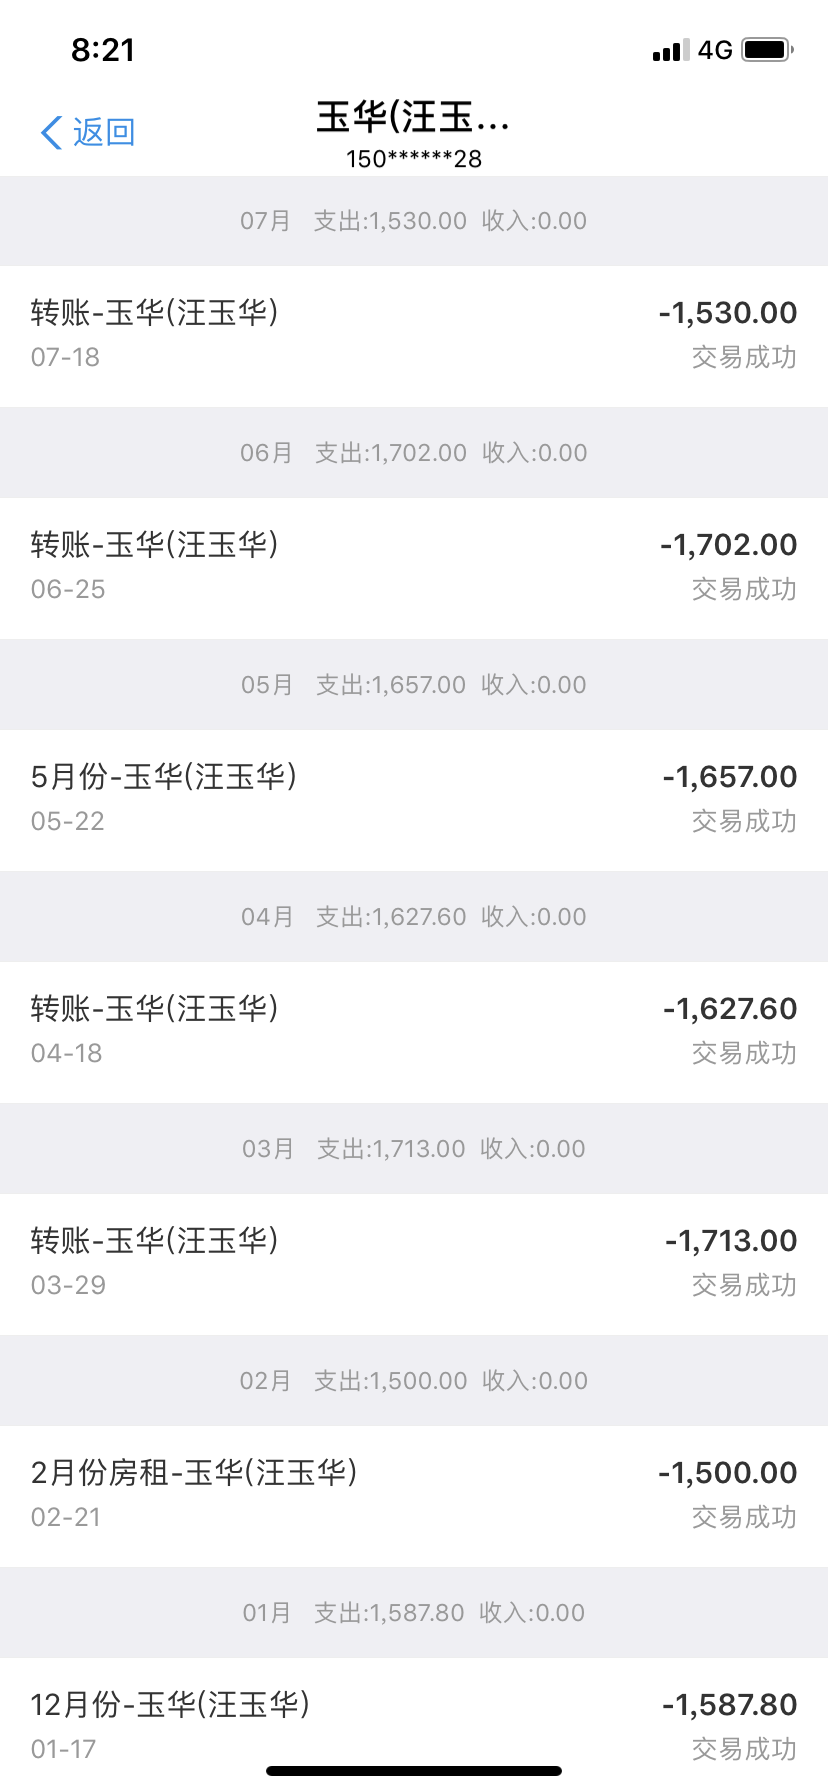 8:21 4G
返回
玉华(汪玉...
150******28
07月 支出:1,530.00 收入:0.00
转账-玉华(汪玉华) -1,530.00
07-18 交易成功
06月 支出:1,702.00 收入:0.00
转账-玉华(汪玉华) -1,702.00
06-25 交易成功
05月 支出:1,657.00 收入:0.00
5月份-玉华(汪玉华) -1,657.00
05-22 交易成功
04月 支出:1,627.60 收入:0.00
转账-玉华(汪玉华) -1,627.60
04-18 交易成功
03月 支出:1,713.00 收入:0.00
转账-玉华(汪玉华) -1,713.00
03-29 交易成功
02月 支出:1,500.00 收入:0.00
2月份房租-玉华(汪玉华) -1,500.00
02-21 交易成功
01月 支出:1,587.80 收入:0.00
12月份-玉华(汪玉华) -1,587.80
01-17 交易成功